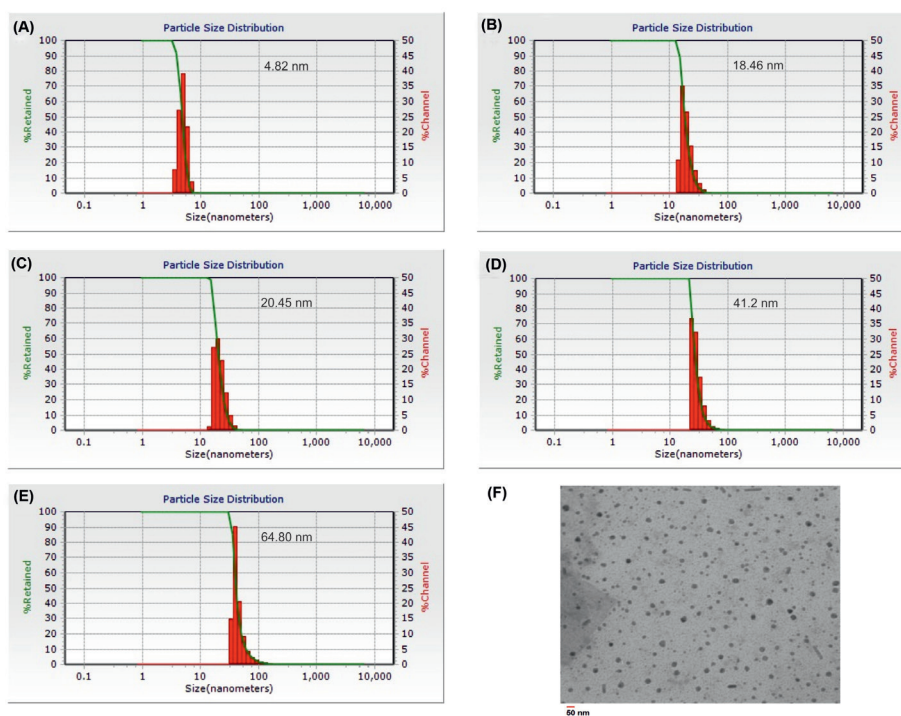 (A)
Particle Size Distribution
4.82 nm
%Retained
100
90
80
70
60
50
40
30
20
10
0
%Channel
50
45
40
35
30
25
20
15
10
5
0
0.1 1 10 100 1,000 10,000
Size(nanometers)
(B)
Particle Size Distribution
18.46 nm
%Retained
100
90
80
70
60
50
40
30
20
10
0
%Channel
50
45
40
35
30
25
20
15
10
5
0
0.1 1 10 100 1,000 10,000
Size(nanometers)
(C)
Particle Size Distribution
20.45 nm
%Retained
100
90
80
70
60
50
40
30
20
10
0
%Channel
50
45
40
35
30
25
20
15
10
5
0
0.1 1 10 100 1,000 10,000
Size(nanometers)
(D)
Particle Size Distribution
41.2 nm
%Retained
100
90
80
70
60
50
40
30
20
10
0
%Channel
50
45
40
35
30
25
20
15
10
5
0
0.1 1 10 100 1,000 10,000
Size(nanometers)
(E)
Particle Size Distribution
64.80 nm
%Retained
100
90
80
70
60
50
40
30
20
10
0
%Channel
50
45
40
35
30
25
20
15
10
5
0
0.1 1 10 100 1,000 10,000
Size(nanometers)
(F)
50 nm